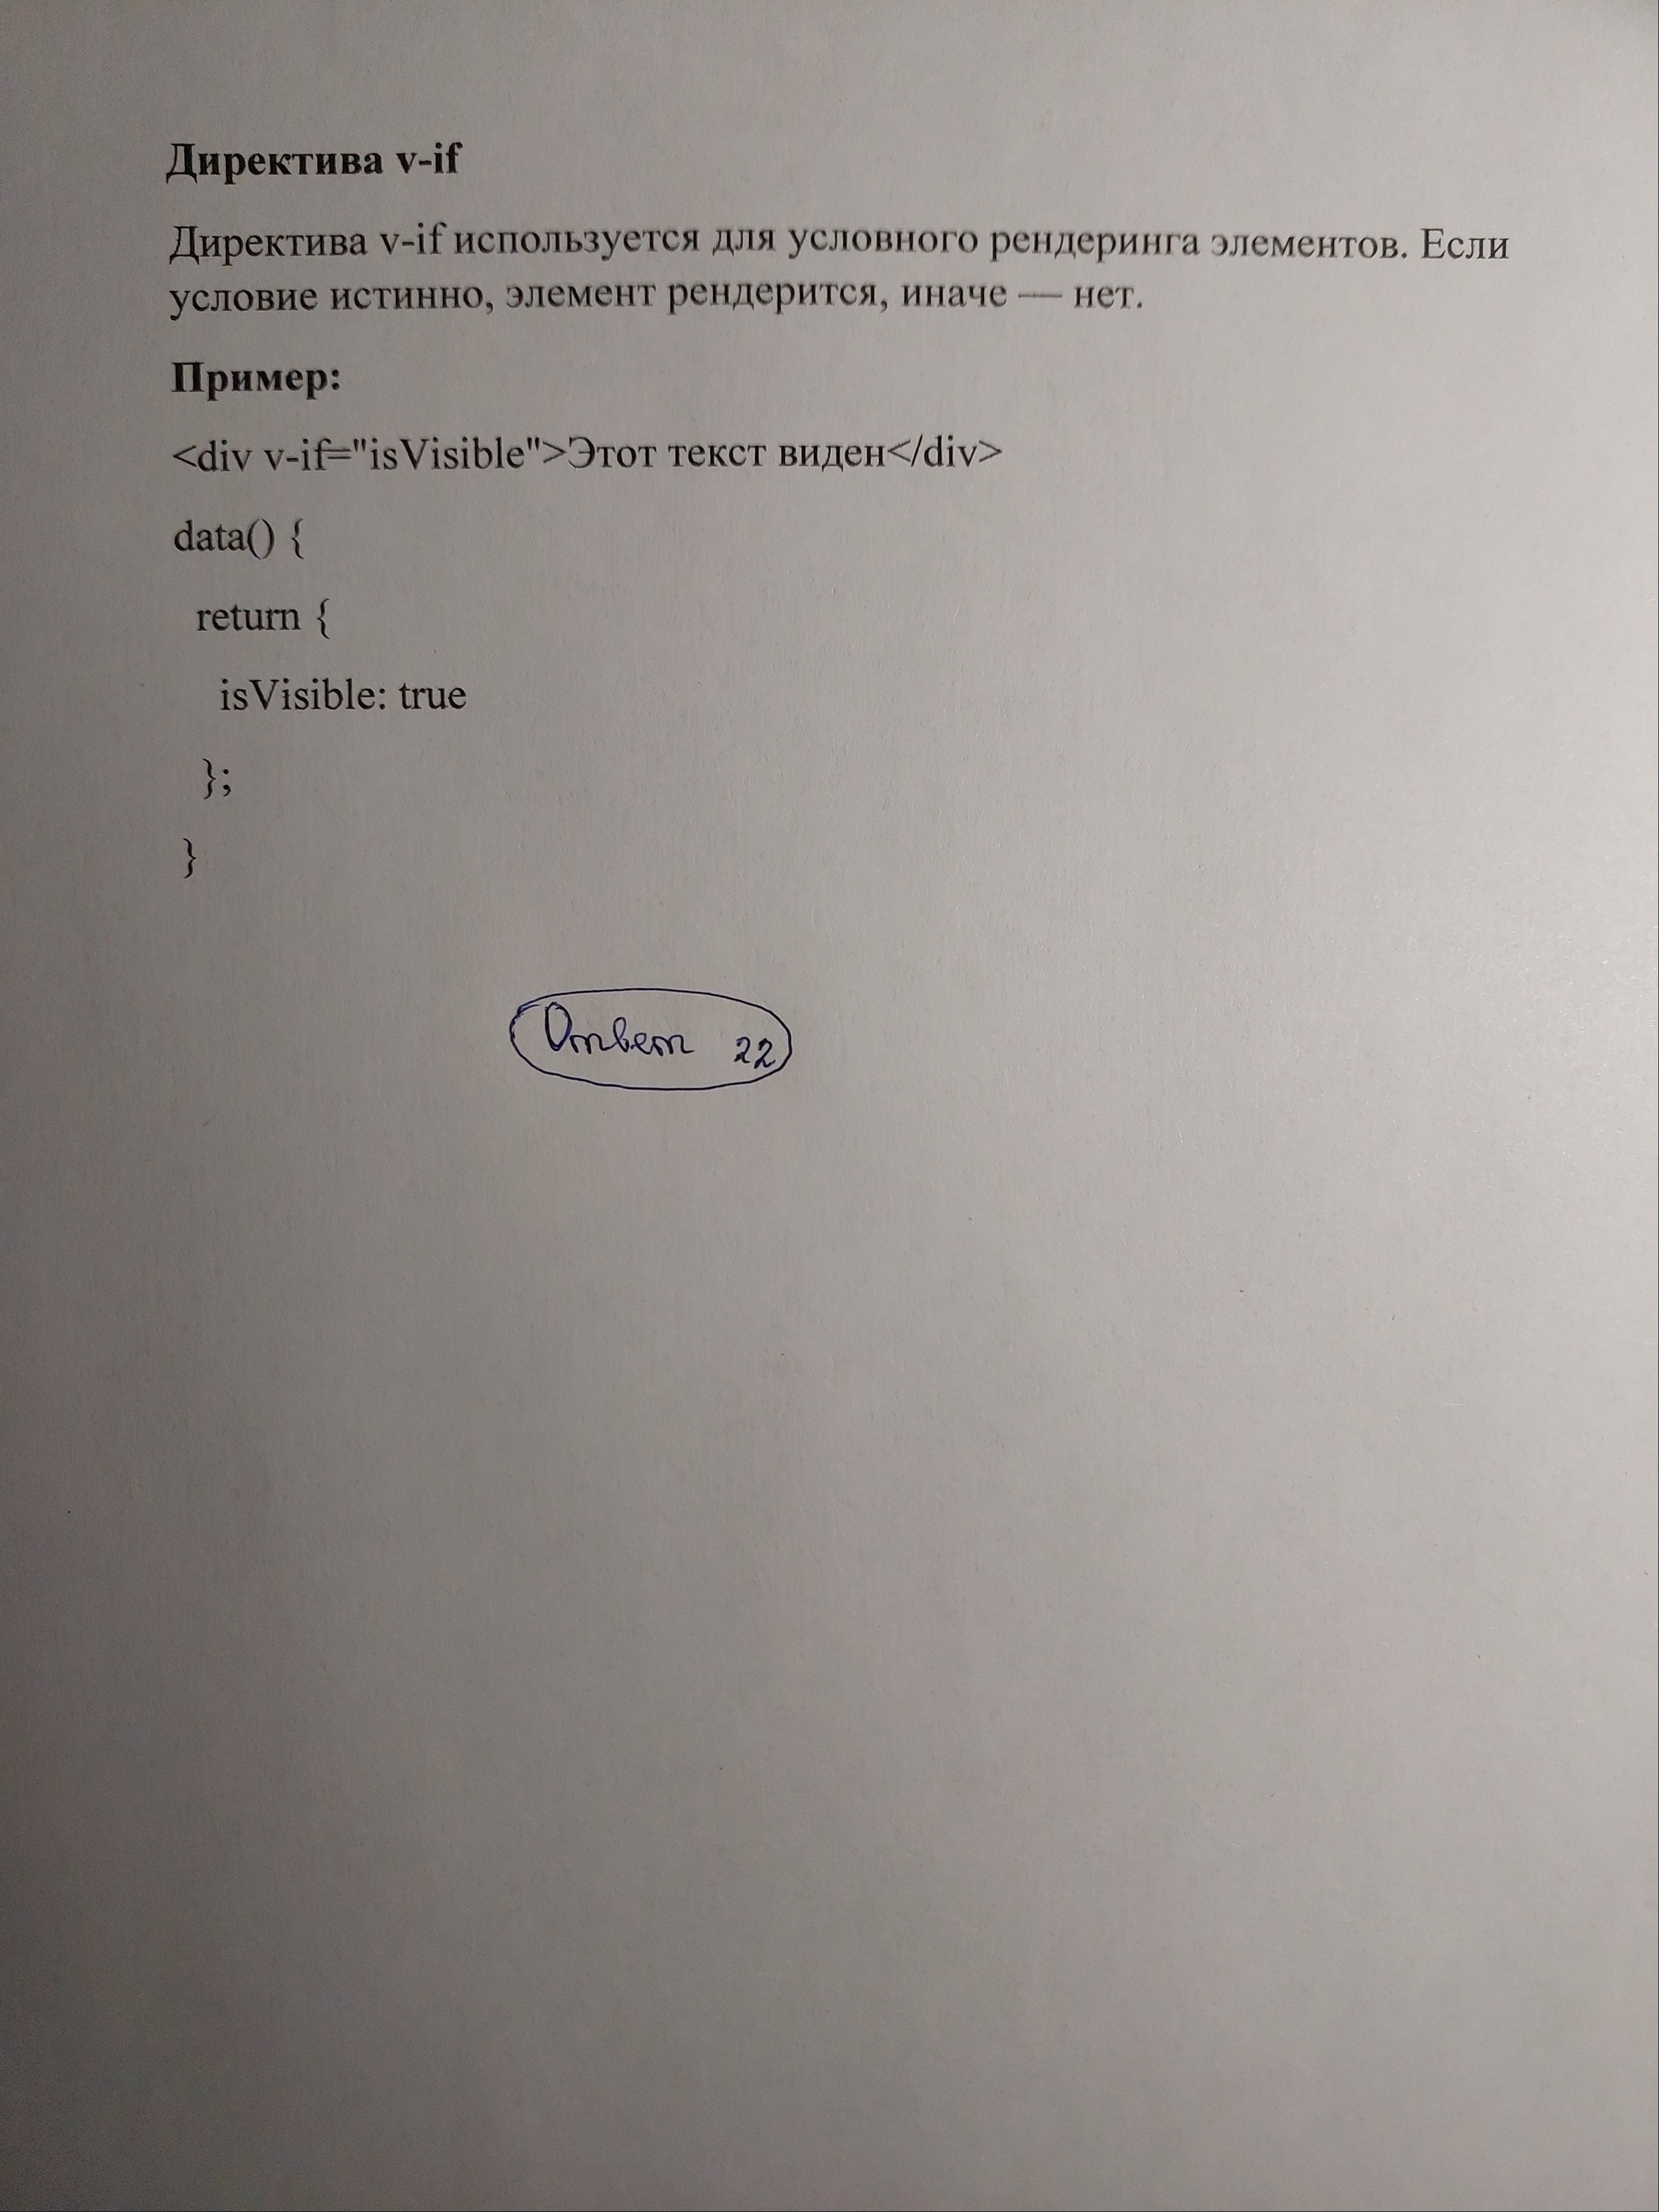 Директива v-if
Директива v-if используется для условного рендеринга элементов. Если
условие истинно, элемент рендерится, иначе — нет.
Пример:
<div v-if="isVisible">Этот текст виден</div>
data() {
return {
isVisible: true
};
}
Ответ 22